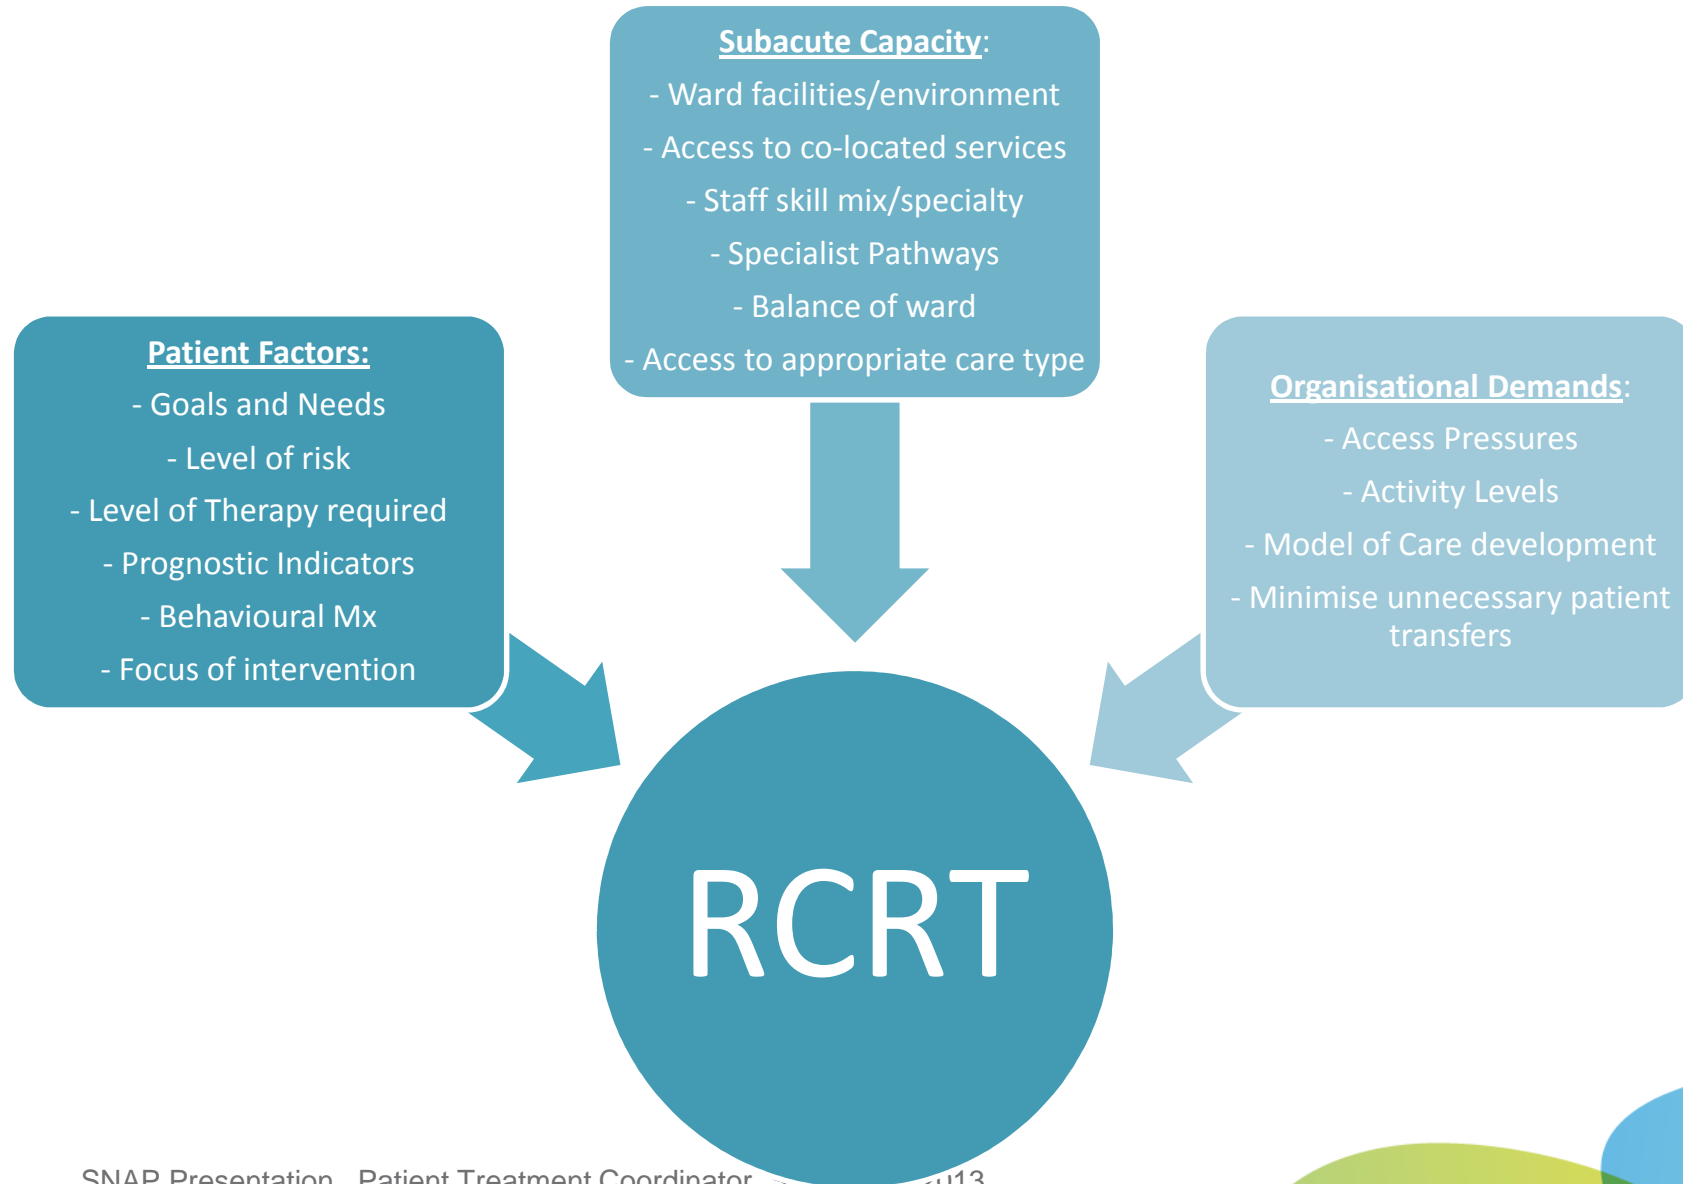 Subacute Capacity:
- Ward facilities/environment
- Access to co-located services
- Staff skill mix/specialty
- Specialist Pathways
- Balance of ward
- Access to appropriate care type
Patient Factors:
- Goals and Needs
- Level of risk
- Level of Therapy required
- Prognostic Indicators
- Behavioural Mx
- Focus of intervention
Organisational Demands:
- Access Pressures
- Activity Levels
- Model of Care development
- Minimise unnecessary patient
transfers
RCRT
SNAP Presentation Patient Treatment Coordinator